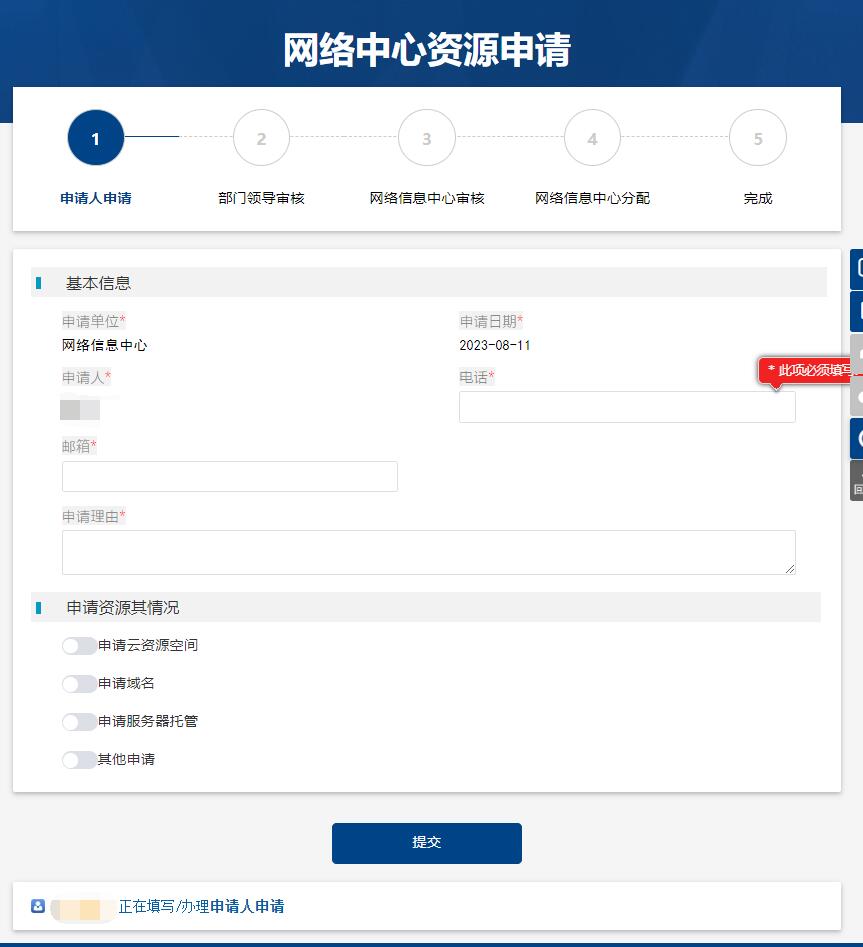 网络中心资源申请
1 2 3 4 5
申请人申请 部门领导审核 网络信息中心审核 网络信息中心分配 完成
基本信息
申请单位* 申请日期*
网络信息中心 2023-08-11
* 此项必须填写
申请人* 电话*
邮箱*
申请理由*
申请资源其情况
申请云资源空间
申请域名
申请服务器托管
其他申请
提交
正在填写/办理申请人申请